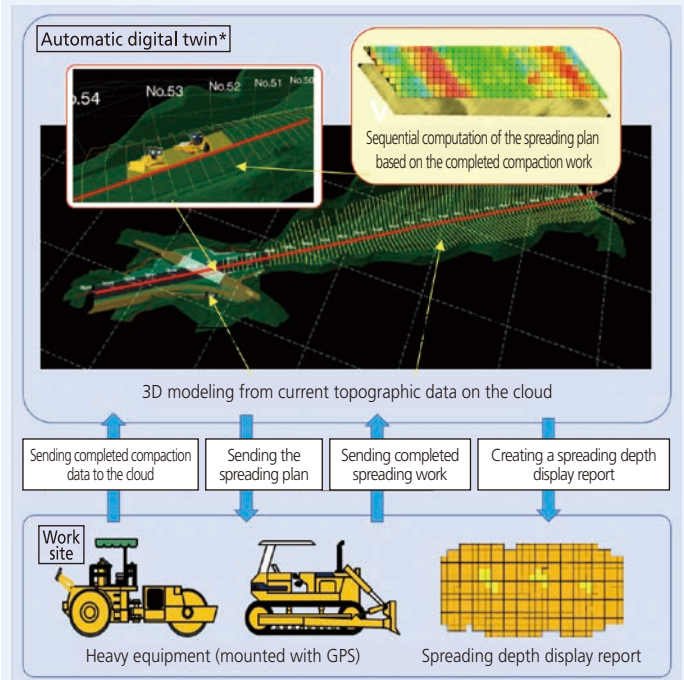 Automatic digital twin*
No.53
No.52
No.51
No.50
Sequential computation of the spreading plan
based on the completed compaction work
3D modeling from current topographic data on the cloud
Sending completed compaction
data to the cloud
Sending the
spreading plan
Sending completed
spreading work
Creating a spreading depth
display report
Work
site
Heavy equipment (mounted with GPS)
Spreading depth display report